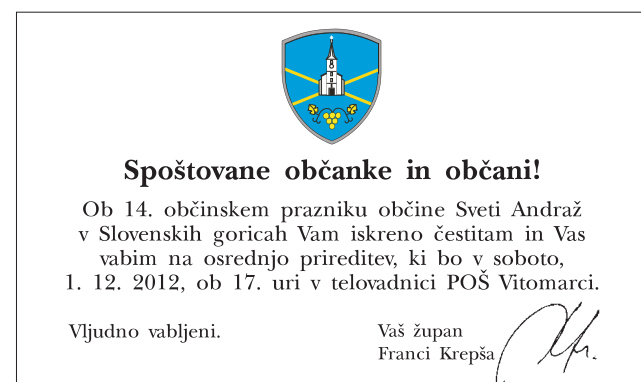 Spoštovane občanke in občani!
Ob 14. občinskem prazniku občine Sveti Andraž
v Slovenskih goricah Vam iskreno čestitam in Vas
vabim na osrednjo prireditev, ki bo v soboto,
1. 12. 2012, ob 17. uri v telovadnici POŠ Vitomarci.
Vljudno vabljeni.
Vaš župan
Franci Krepša